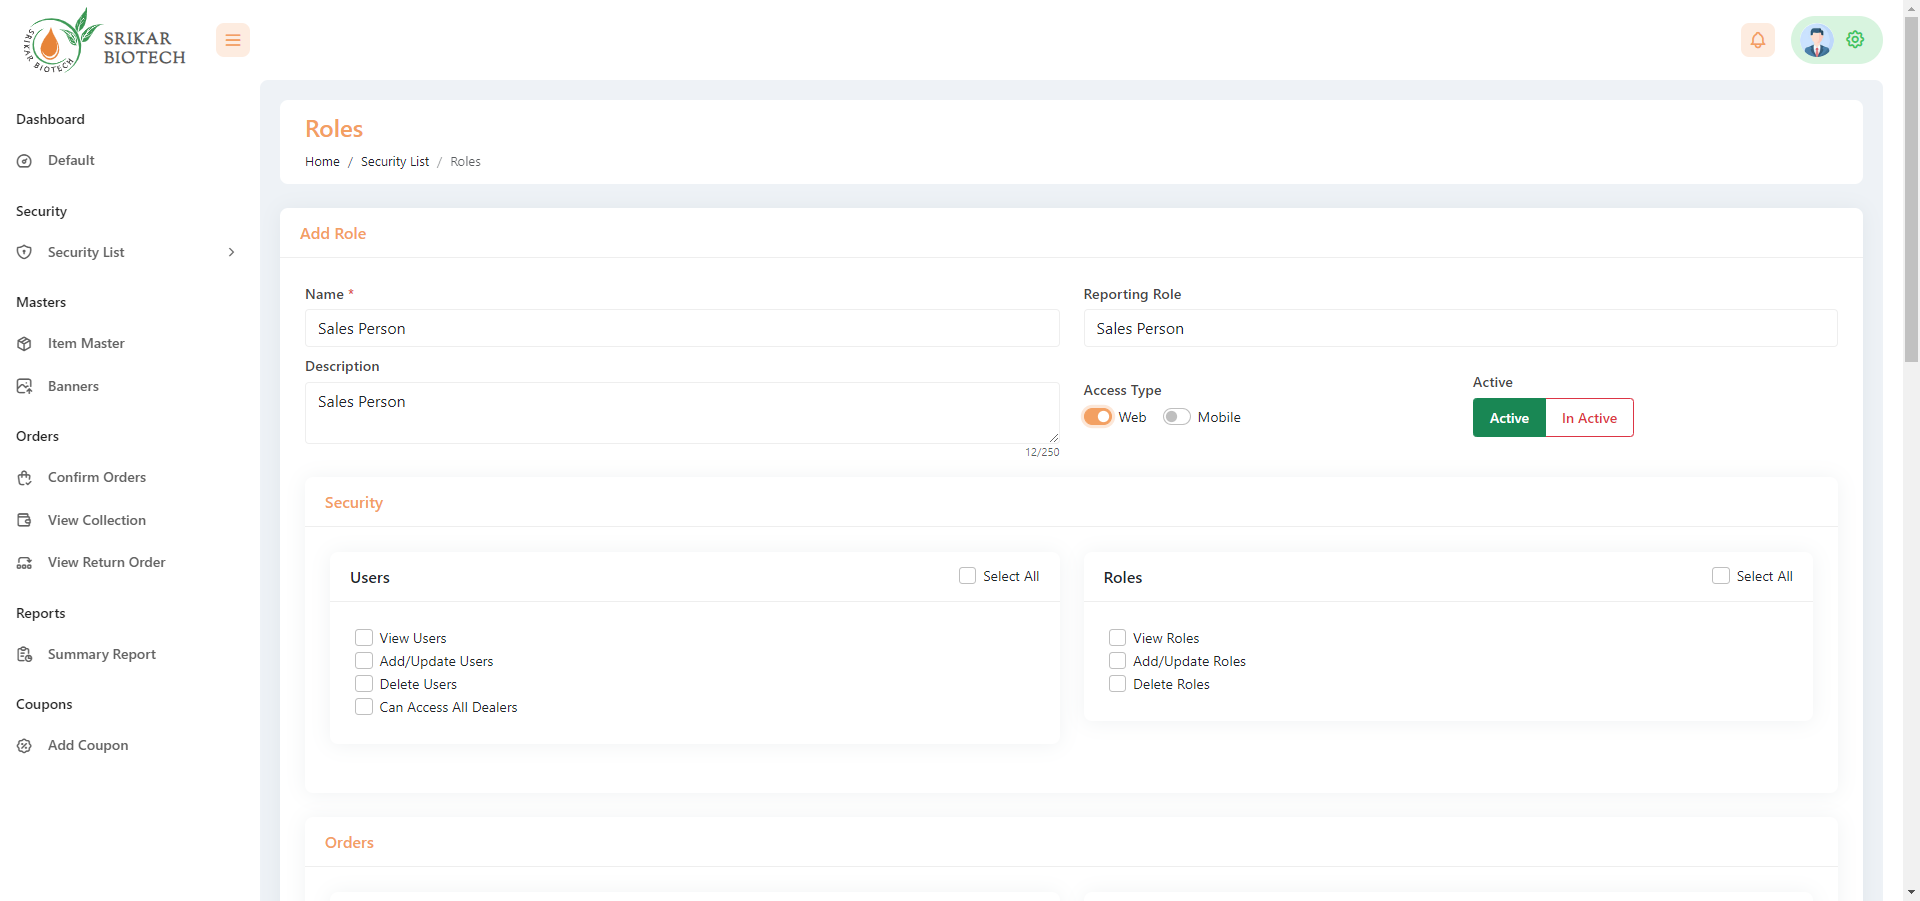 SRIKAR BIOTECH
SRIKAR
BIOTECH
Dashboard
Default
Security
Security List
Masters
Item Master
Banners
Orders
Confirm Orders
View Collection
View Return Order
Reports
Summary Report
Coupons
Add Coupon
Roles
Home / Security List / Roles
Add Role
Name *
Sales Person
Reporting Role
Sales Person
Description
Sales Person
12/250
Access Type
Web
Mobile
Active
Active
In Active
Security
Users
Select All
View Users
Add/Update Users
Delete Users
Can Access All Dealers
Roles
Select All
View Roles
Add/Update Roles
Delete Roles
Orders